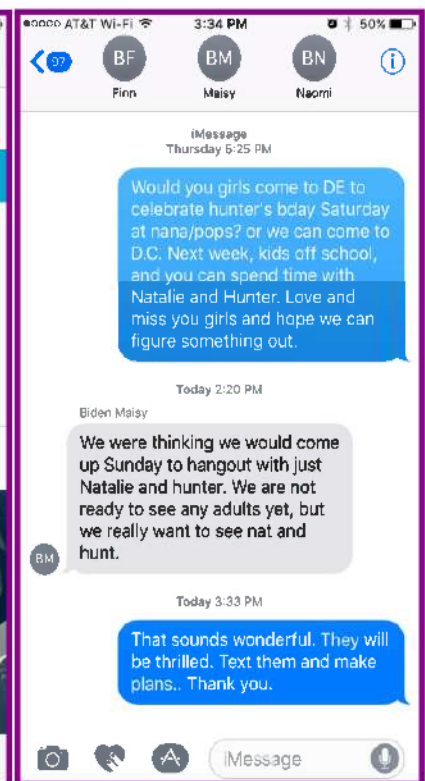 AT&T Wi-Fi 3:34 PM 50%
97
BF BM BN
Finn Maisy Naomi
iMessage
Thursday 6:25 PM
Would you girls come to DE to
celebrate hunter's bday Saturday
at nana/pops? or we can come to
D.C. Next week, kids off school,
and you can spend time with
Natalie and Hunter. Love and
miss you girls and hope we can
figure something out.
Today 2:20 PM
Biden Maisy
We were thinking we would come
up Sunday to hangout with just
Natalie and hunter. We are not
ready to see any adults yet, but
we really want to see nat and
hunt.
BM
Today 3:33 PM
That sounds wonderful. They will
be thrilled. Text them and make
plans.. Thank you.
iMessage